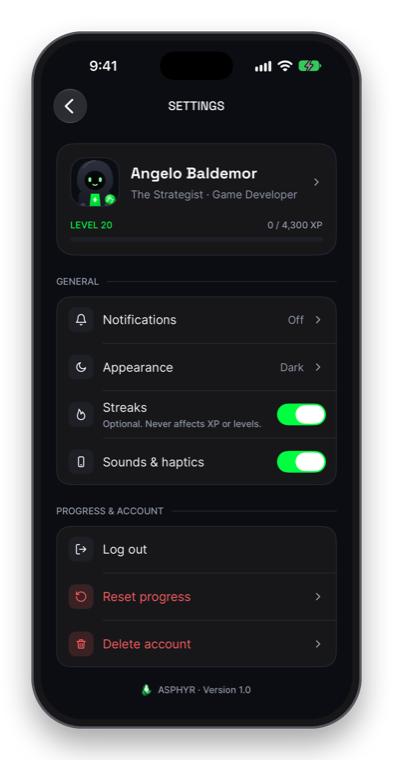 9:41
SETTINGS
Angelo Baldemor
The Strategist · Game Developer
LEVEL 20
0 / 4,300 XP
GENERAL
Notifications
Off
Appearance
Dark
Streaks
Optional. Never affects XP or levels.
Sounds & haptics
PROGRESS & ACCOUNT
Log out
Reset progress
Delete account
ASPHYR · Version 1.0